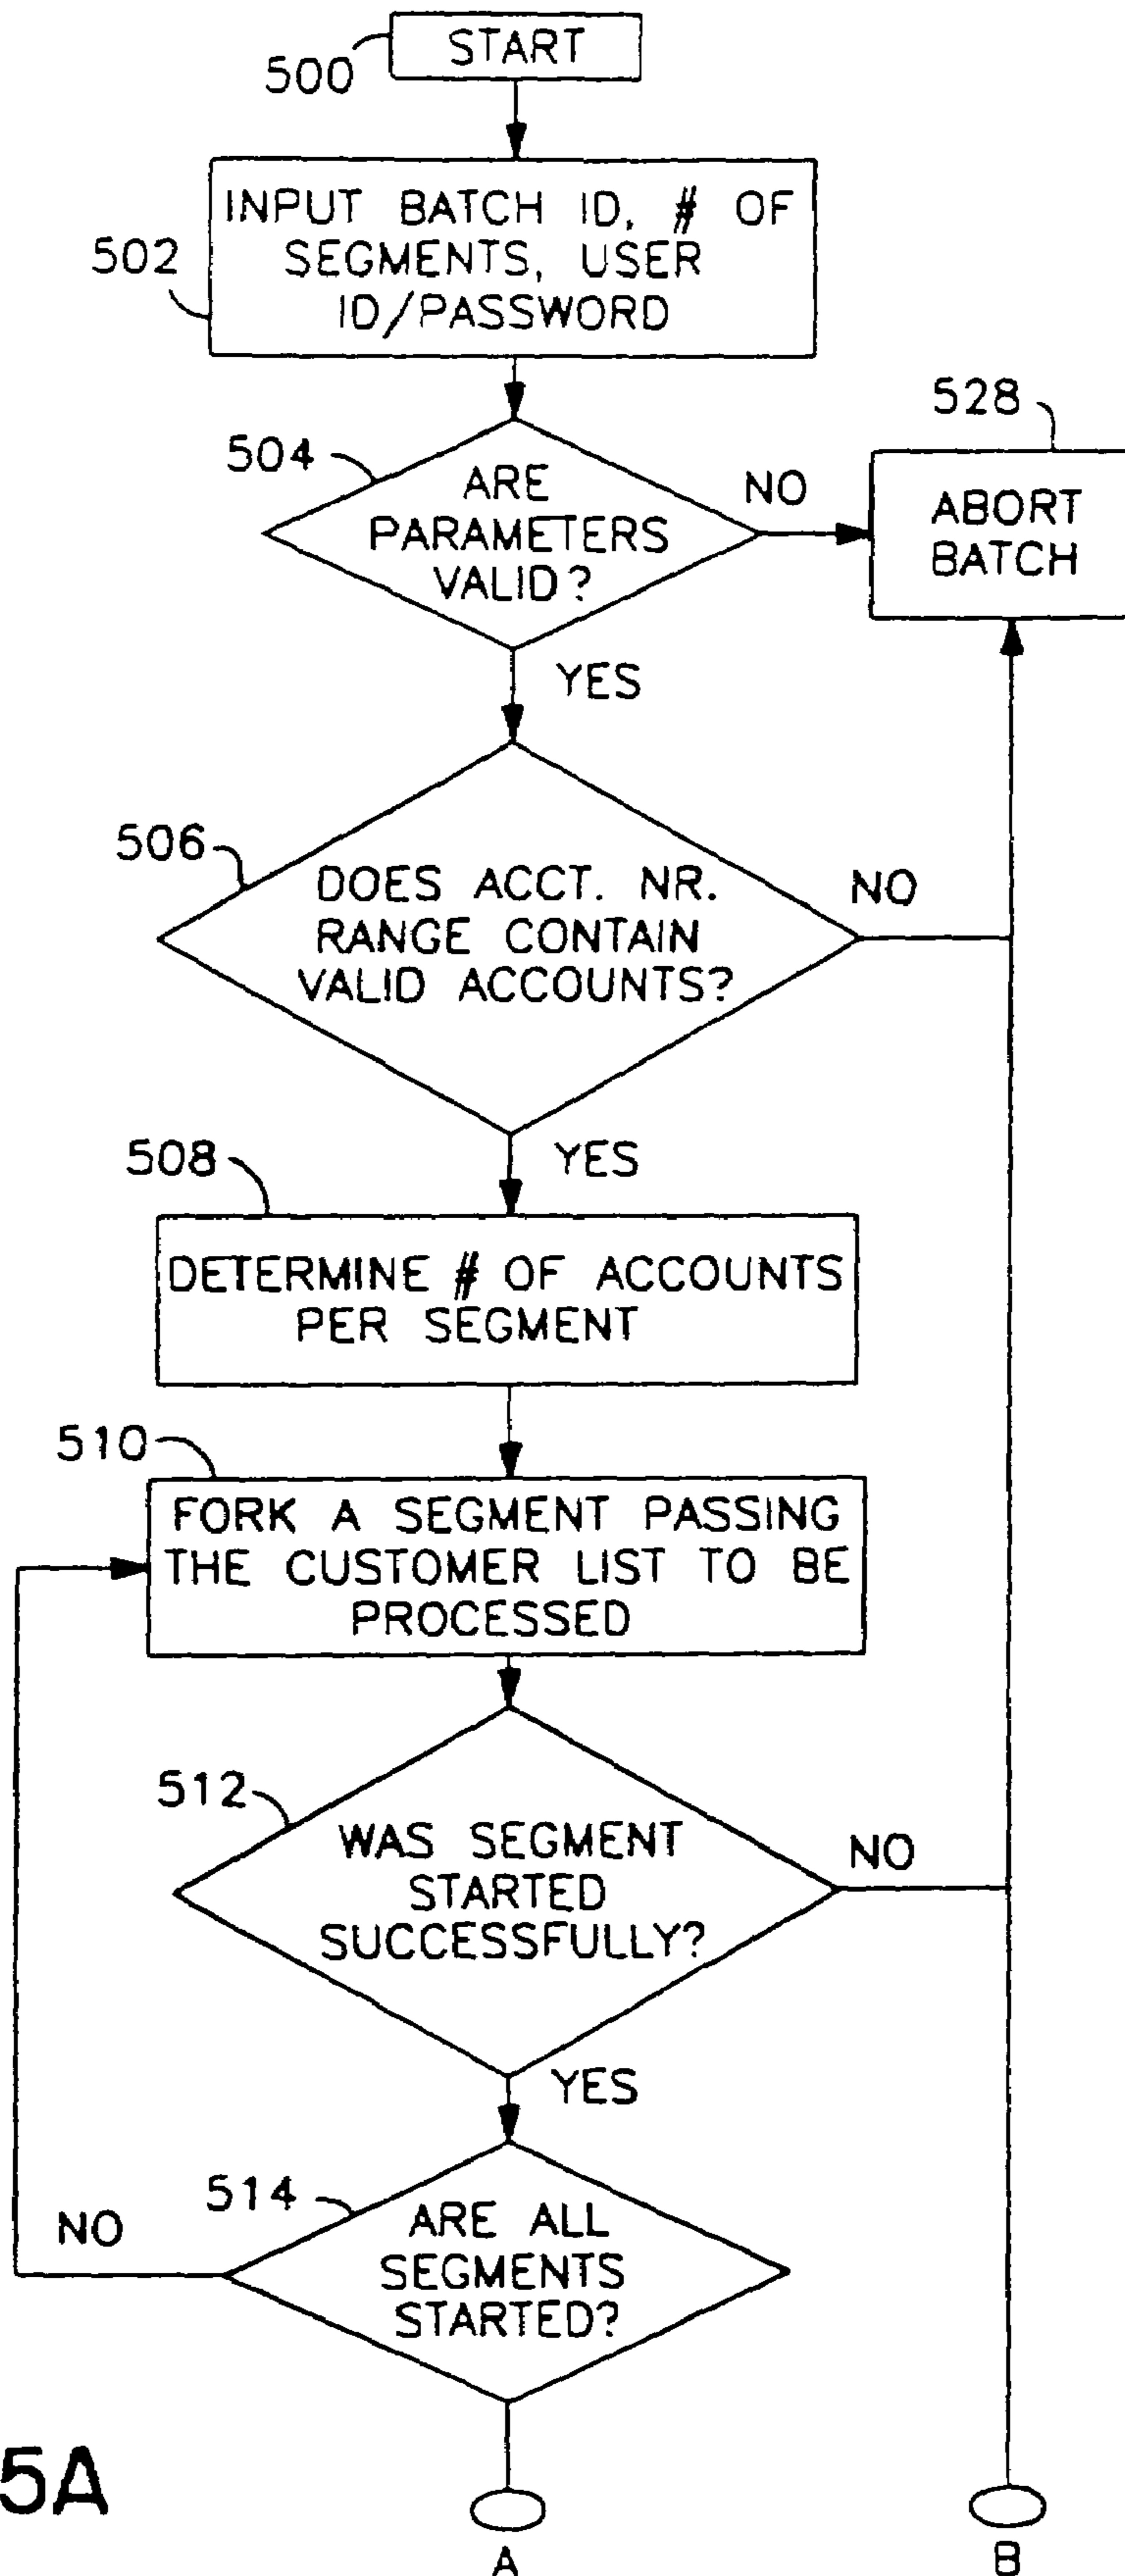 START
500
INPUT BATCH ID, # OF
SEGMENTS, USER
ID/PASSWORD
502
528
504
ARE
PARAMETERS
VALID?
NO
ABORT
BATCH
YES
506
DOES ACCT. NR.
RANGE CONTAIN
VALID ACCOUNTS?
NO
YES
508
DETERMINE # OF ACCOUNTS
PER SEGMENT
510
FORK A SEGMENT PASSING
THE CUSTOMER LIST TO BE
PROCESSED
512
WAS SEGMENT
STARTED
SUCCESSFULLY?
NO
YES
514
ARE ALL
SEGMENTS
STARTED?
NO
5A
A
B